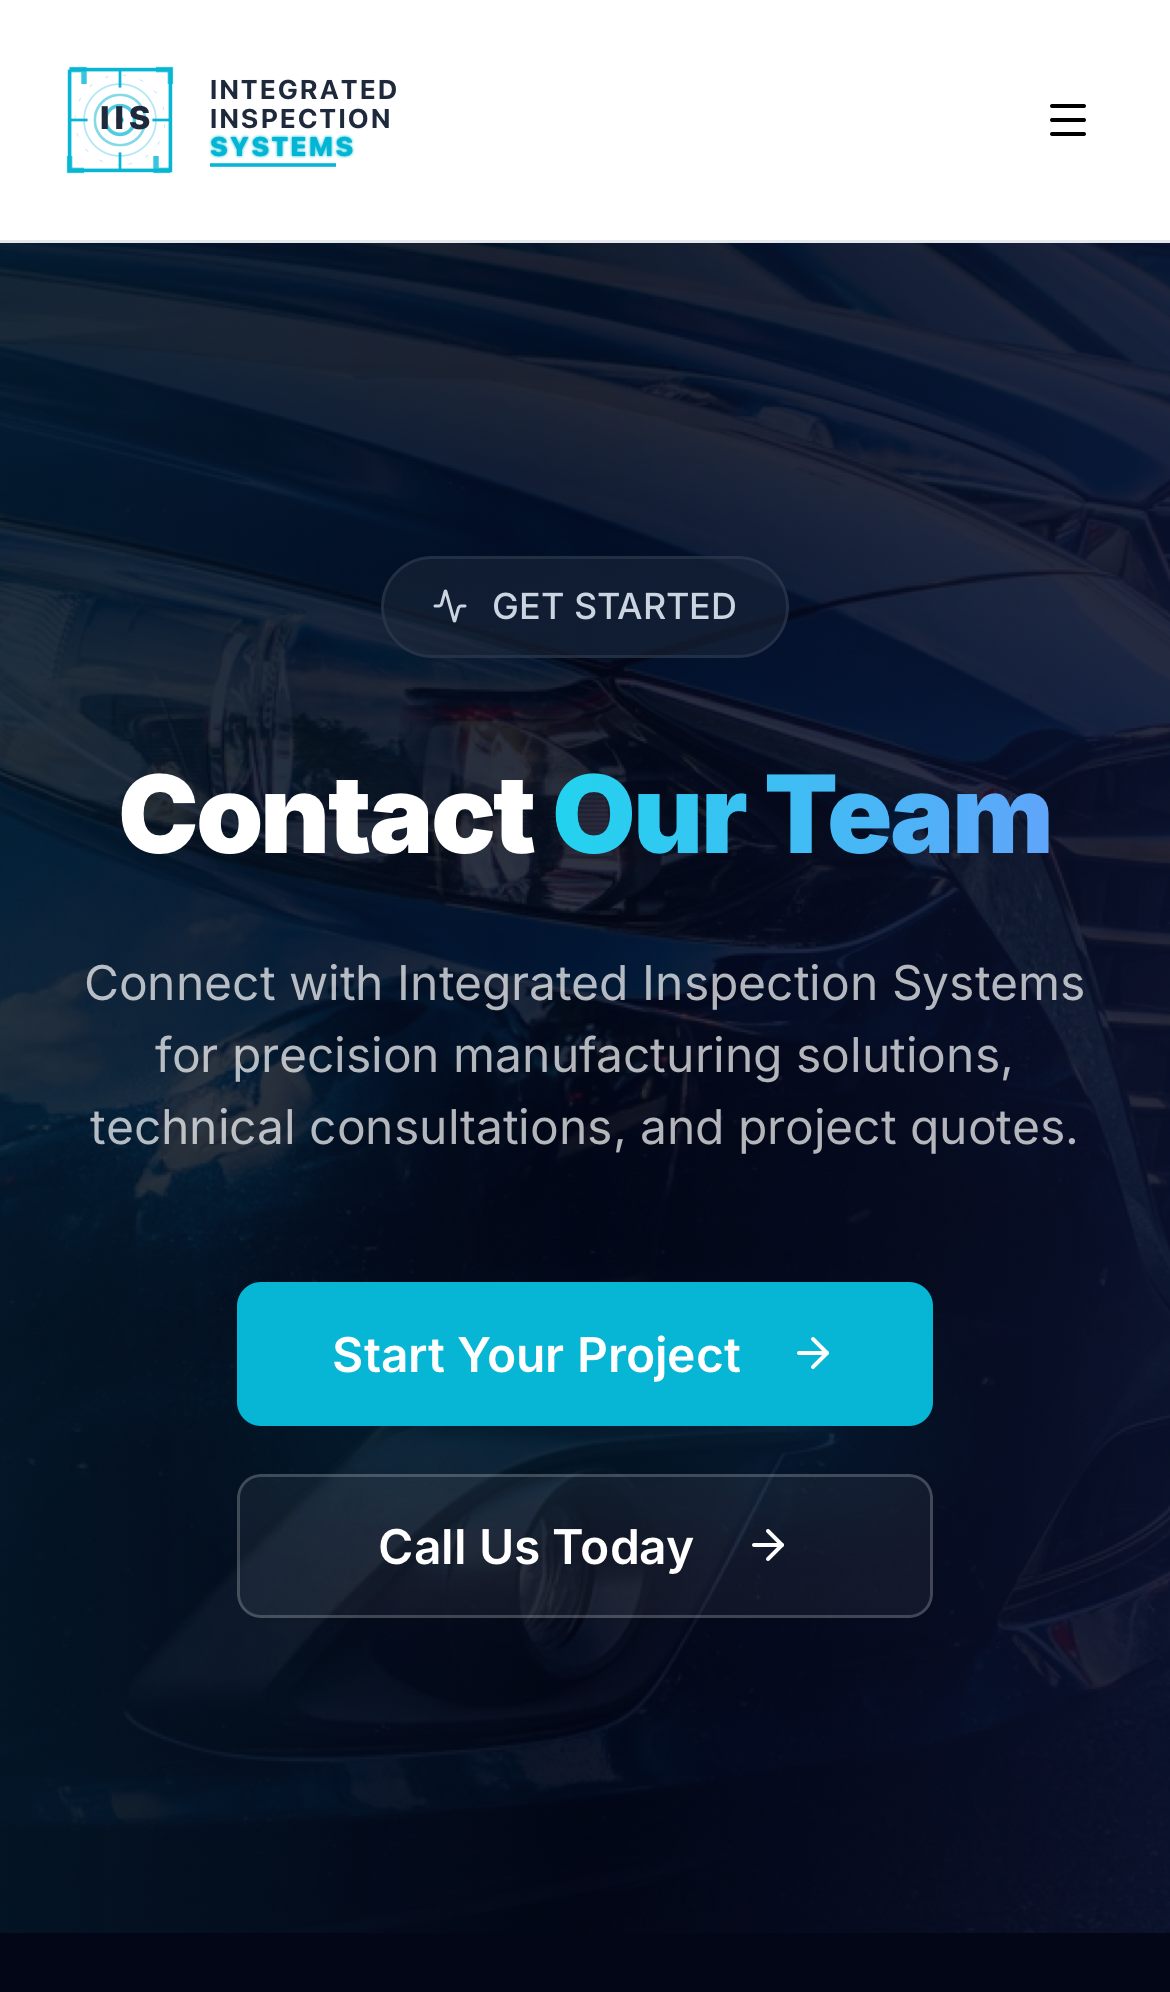 IIS
INTEGRATED
INSPECTION
SYSTEMS
GET STARTED
Contact Our Team
Connect with Integrated Inspection Systems
for precision manufacturing solutions,
technical consultations, and project quotes.
Start Your Project
Call Us Today